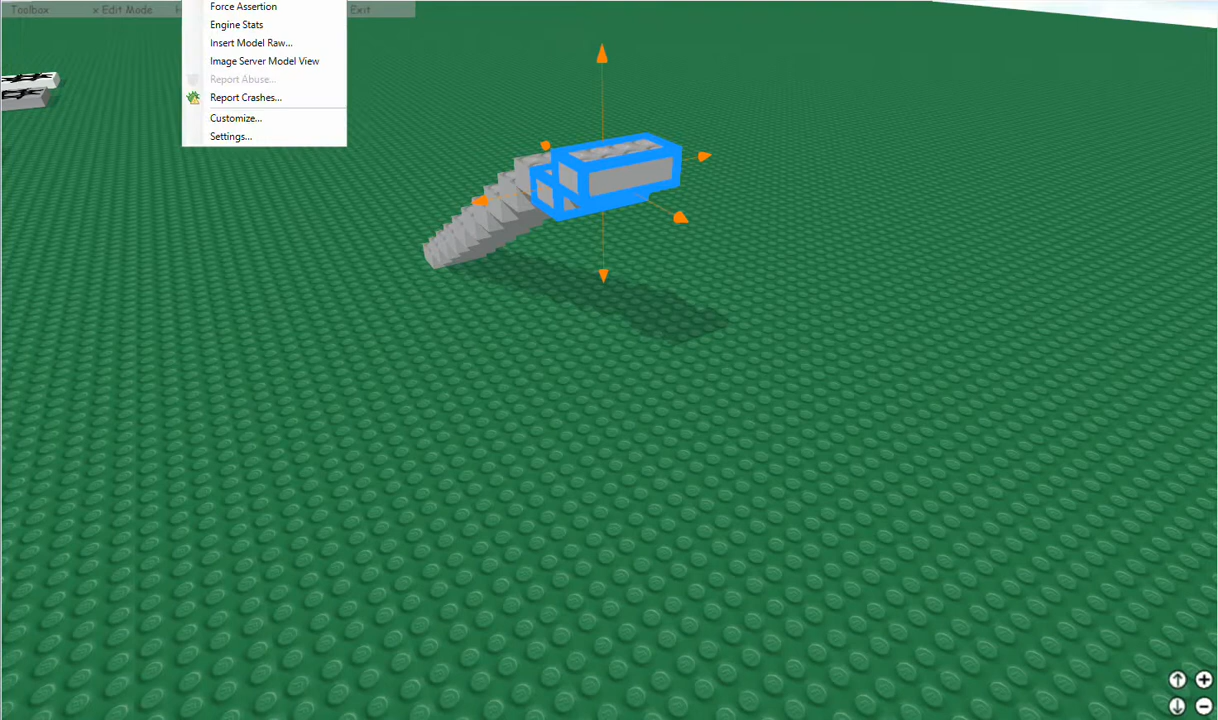 Toolbox
x Edit Mode
Exit
Force Assertion
Engine Stats
Insert Model Raw...
Image Server Model View
Report Abuse...
Report Crashes...
Customize...
Settings...